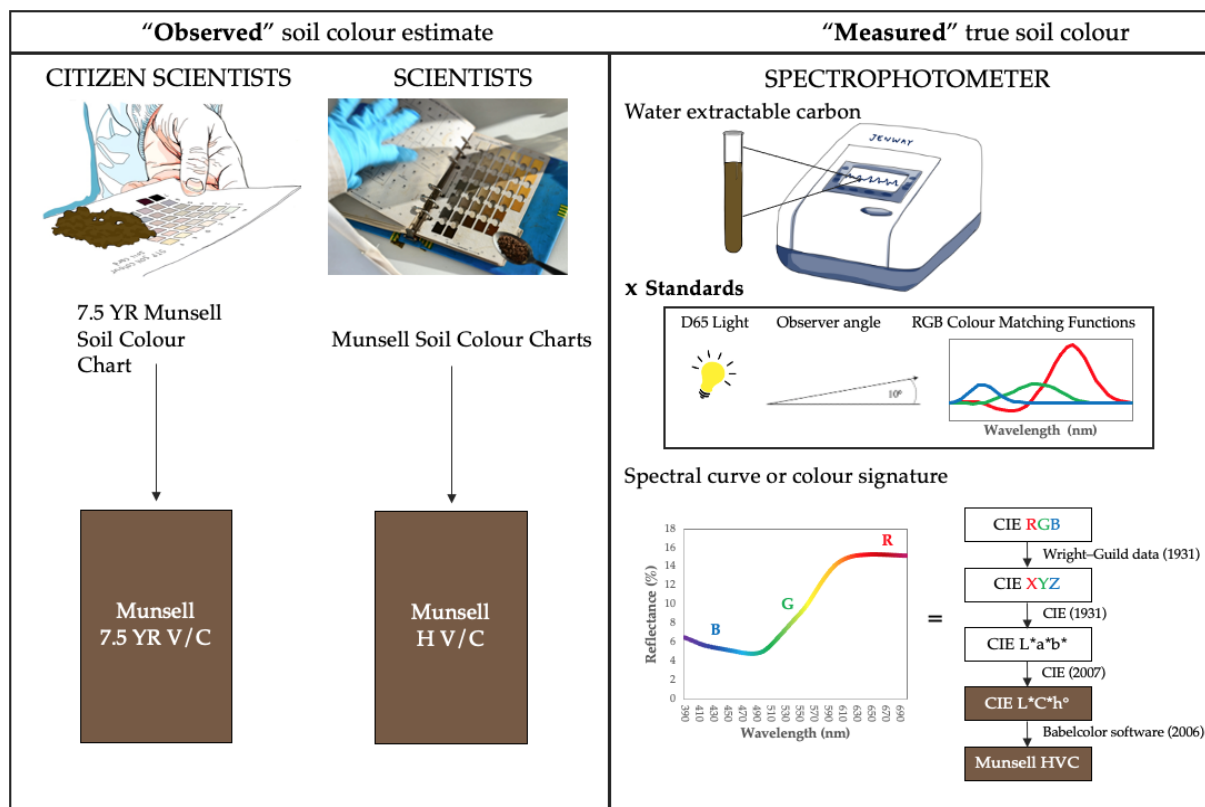 “Observed” soil colour estimate
“Measured” true soil colour
CITIZEN SCIENTISTS
SCIENTISTS
7.5 YR Munsell
Soil Colour
Chart
Munsell Soil Colour Charts
Munsell
7.5 YR V/C
Munsell
H V/C
SPECTROPHOTOMETER
Water extractable carbon
JENWAY
x Standards
D65 Light
Observer angle
RGB Colour Matching Functions
10°
Wavelength (nm)
Spectral curve or colour signature
18
16
14
12
10
8
6
4
2
0
Reflectance (%)
B
G
R
390
410
430
450
470
490
510
530
550
570
590
610
630
650
670
690
Wavelength (nm)
=
CIE RGB
Wright–Guild data (1931)
CIE XYZ
CIE (1931)
CIE L*a*b*
CIE (2007)
CIE L*C*h°
Babelcolor software (2006)
Munsell HVC